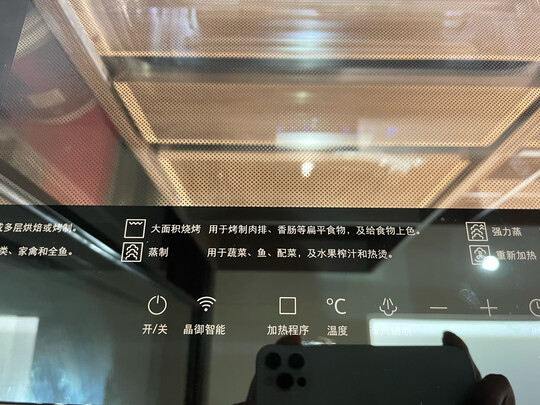 或多层烘焙或烤制。 大面积烧烤 用于烤制肉排、香肠等扁平食物，及给食物上色。 强力蒸
类、家禽和全鱼。 蒸制 用于蔬菜、鱼、配菜，及水果榨汁和热烫。 重新加热
℃
开/关 晶御智能 加热程序 温度